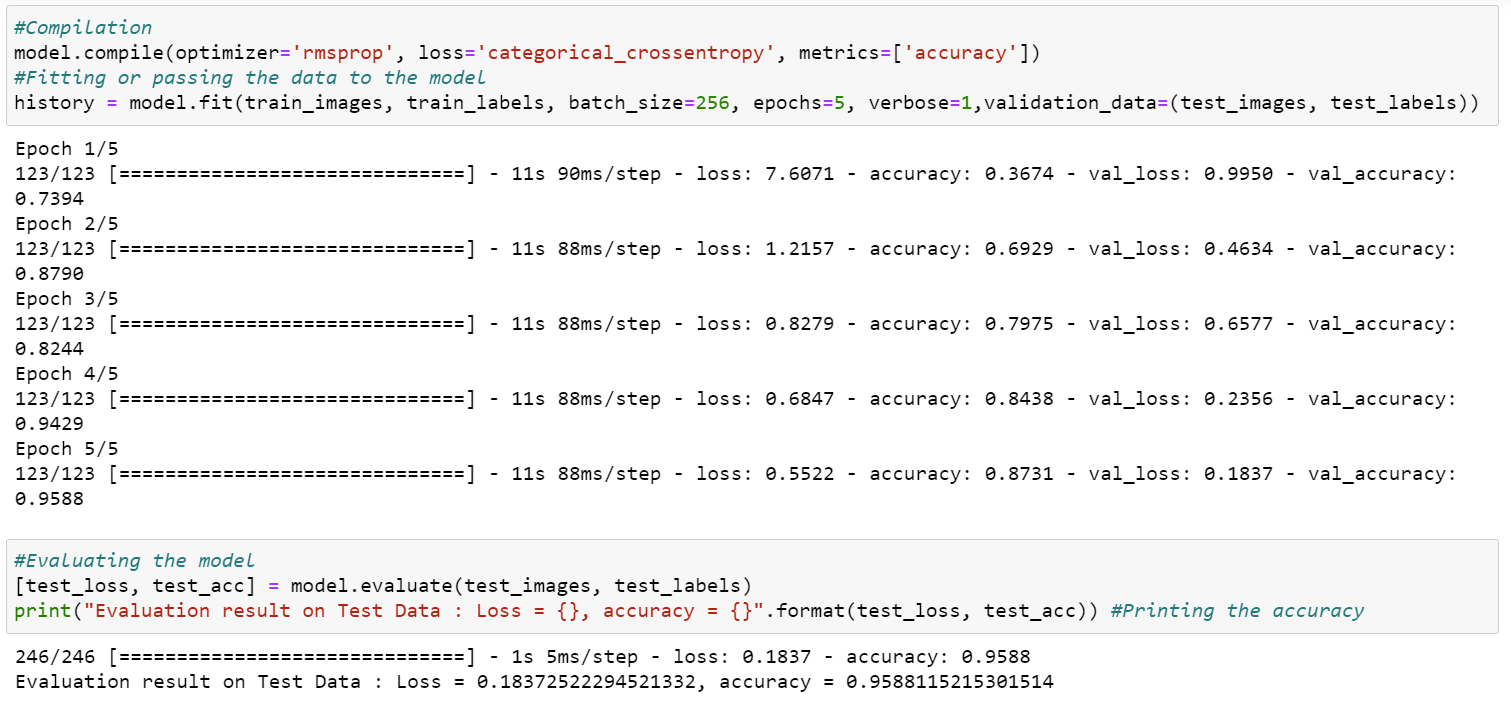 #Compilation
model.compile(optimizer='rmsprop', loss='categorical_crossentropy', metrics=['accuracy'])
#Fitting or passing the data to the model
history = model.fit(train_images, train_labels, batch_size=256, epochs=5, verbose=1,validation_data=(test_images, test_labels))
Epoch 1/5
123/123 [==============================] - 11s 90ms/step - loss: 7.6071 - accuracy: 0.3674 - val_loss: 0.9950 - val_accuracy:
0.7394
Epoch 2/5
123/123 [==============================] - 11s 88ms/step - loss: 1.2157 - accuracy: 0.6929 - val_loss: 0.4634 - val_accuracy:
0.8790
Epoch 3/5
123/123 [==============================] - 11s 88ms/step - loss: 0.8279 - accuracy: 0.7975 - val_loss: 0.6577 - val_accuracy:
0.8244
Epoch 4/5
123/123 [==============================] - 11s 88ms/step - loss: 0.6847 - accuracy: 0.8438 - val_loss: 0.2356 - val_accuracy:
0.9429
Epoch 5/5
123/123 [==============================] - 11s 88ms/step - loss: 0.5522 - accuracy: 0.8731 - val_loss: 0.1837 - val_accuracy:
0.9588
#Evaluating the model
[test_loss, test_acc] = model.evaluate(test_images, test_labels)
print("Evaluation result on Test Data : Loss = {}, accuracy = {}".format(test_loss, test_acc)) #Printing the accuracy
246/246 [==============================] - 1s 5ms/step - loss: 0.1837 - accuracy: 0.9588
Evaluation result on Test Data : Loss = 0.18372522294521332, accuracy = 0.9588115215301514